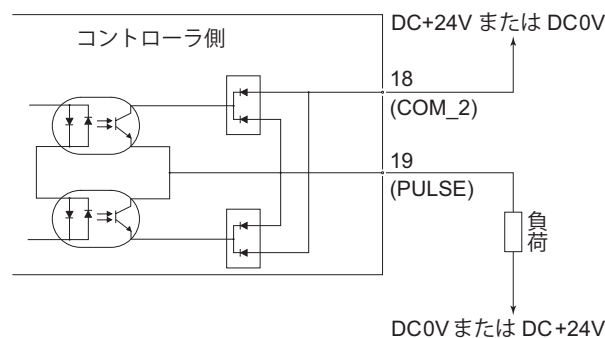 DC+24V または DC0V
コントローラ側
18
(COM_2)
19
(PULSE)
負荷
DC0V または DC+24V